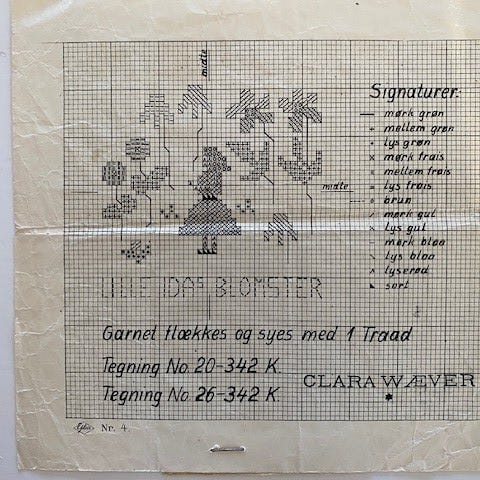 midte
Signaturer:
mørk grøn
mellem grøn
lys grøn
mørk frais
mellem frais
lys frais
midte
brun
mørk gul
lys gul
mørk blaa
lys blaa
lyserød
sort
LILLE IDAS BLOMSTER
Garnet flækkes og syes med 1 Traad
Tegning No. 20-342 K.
Tegning No. 26-342 K.
CLARA WÆVER
Nr. 4.